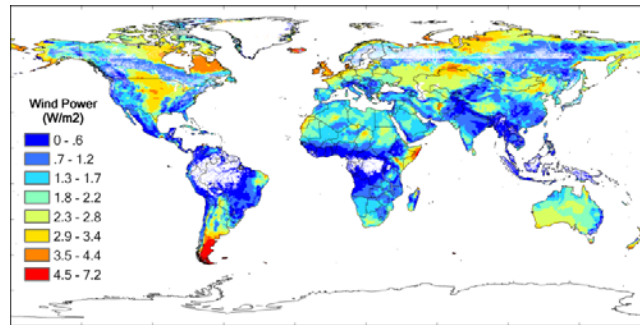 Wind Power
(W/m2)
0 - .6
.7 - 1.2
1.3 - 1.7
1.8 - 2.2
2.3 - 2.8
2.9 - 3.4
3.5 - 4.4
4.5 - 7.2